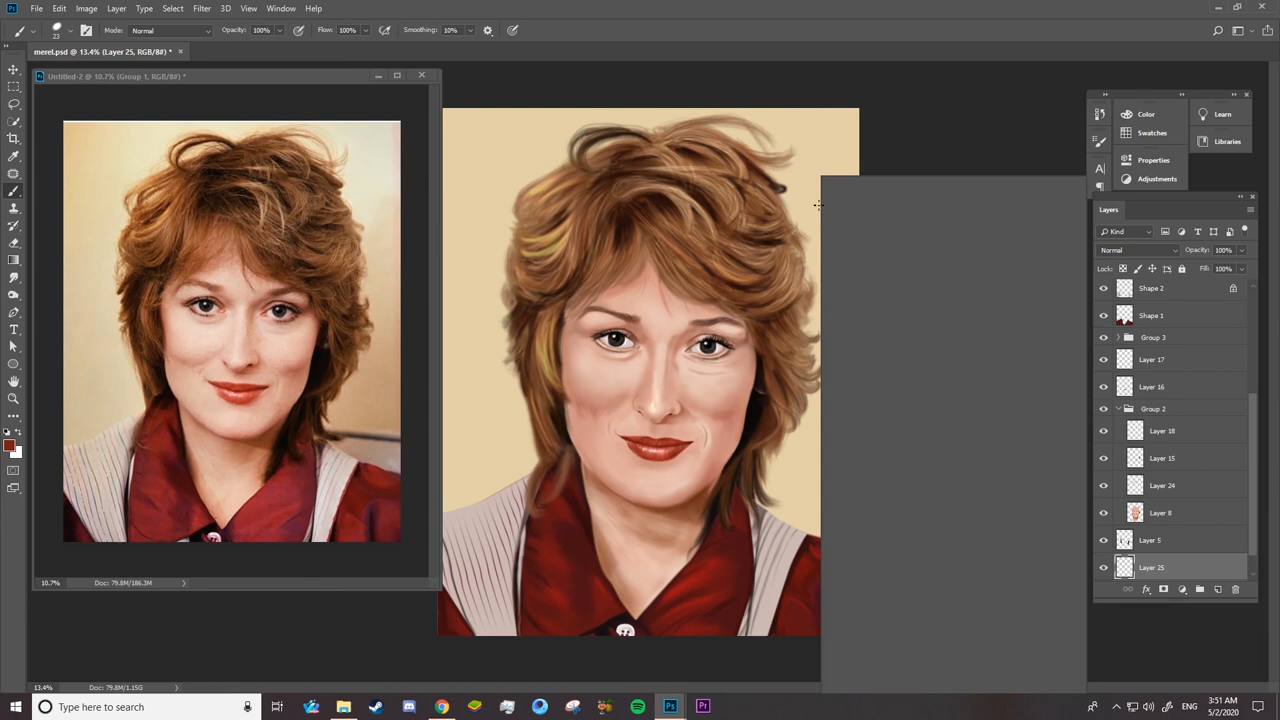 File Edit Image Layer Type Select Filter 3D View Window Help
23 Mode: Normal Opacity: 100% Flow: 100% Smoothing: 10%
merel.psd @ 13.4% (Layer 25, RGB/8#) * ×
Untitled-2 @ 10.7% (Group 1, RGB/8#) *
10.7% Doc: 79.8M/186.3M
13.4% Doc: 79.8M/1.15G
Color
Swatches
Properties
Adjustments
Learn
Libraries
Layers
Kind
Normal Opacity: 100%
Lock: Fill: 100%
Shape 2
Shape 1
Group 3
Layer 17
Layer 16
Group 2
Layer 18
Layer 15
Layer 24
Layer 8
Layer 5
Layer 25
Type here to search
ENG
3:51 AM
5/2/2020